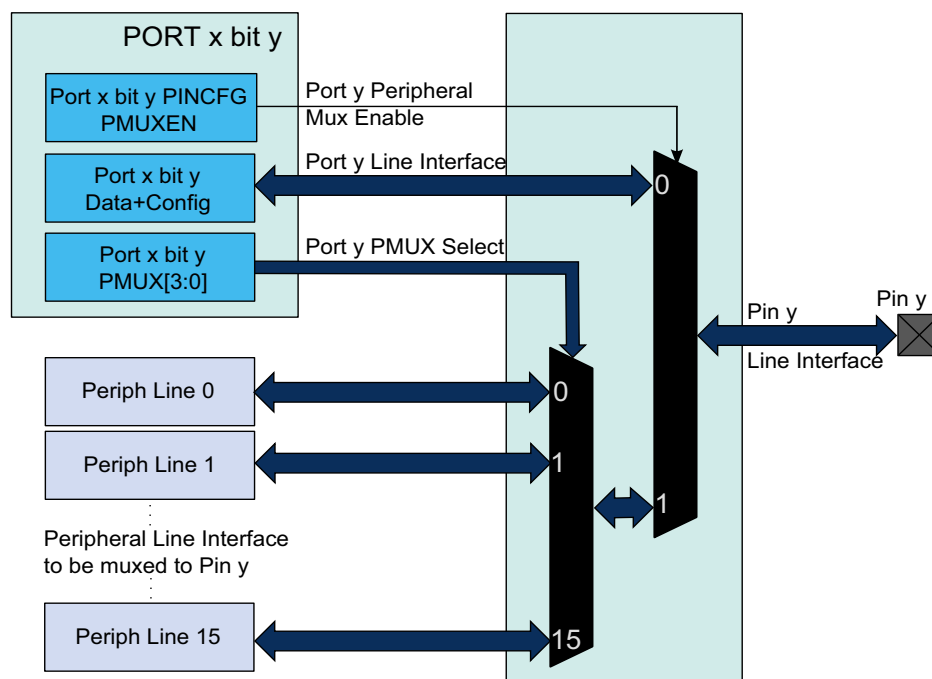 PORT x bit y
Port x bit y PINCFG
PMUXEN
Port y Peripheral
Mux Enable
Port x bit y
Data+Config
Port y Line Interface
0
Port x bit y
PMUX[3:0]
Port y PMUX Select
Pin y
Line Interface
Pin y
Periph Line 0
0
Periph Line 1
1
1
Peripheral Line Interface
to be muxed to Pin y
Periph Line 15
15